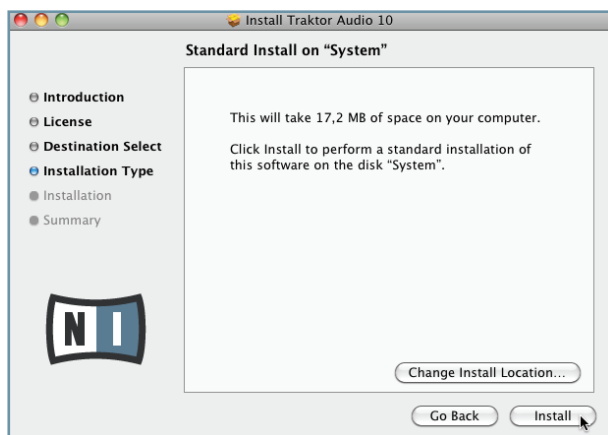 Install Traktor Audio 10
Standard Install on “System”
Introduction
License
Destination Select
Installation Type
Installation
Summary
This will take 17,2 MB of space on your computer.
Click Install to perform a standard installation of
this software on the disk “System”.
NI
Change Install Location...
Go Back
Install